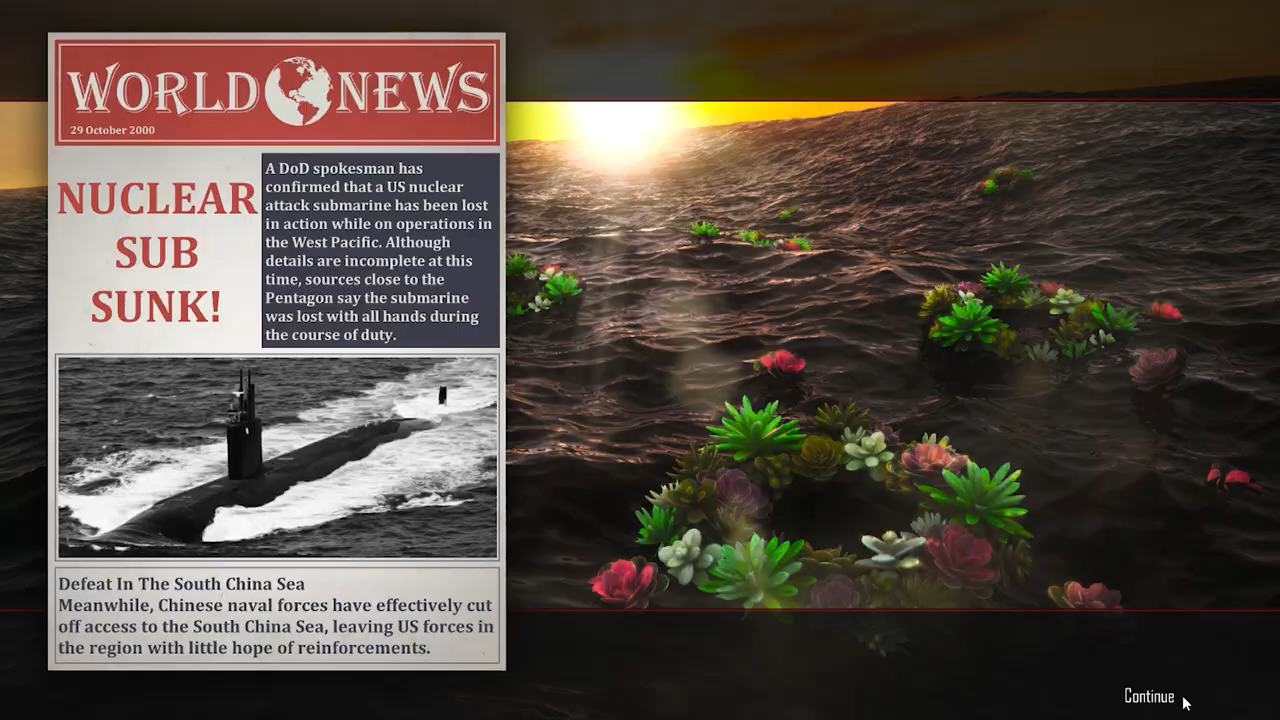 WORLD NEWS
29 October 2000
NUCLEAR
SUB
SUNK!
A DoD spokesman has
confirmed that a US nuclear
attack submarine has been lost
in action while on operations in
the West Pacific. Although
details are incomplete at this
time, sources close to the
Pentagon say the submarine
was lost with all hands during
the course of duty.
Defeat In The South China Sea
Meanwhile, Chinese naval forces have effectively cut
off access to the South China Sea, leaving US forces in
the region with little hope of reinforcements.
Continue